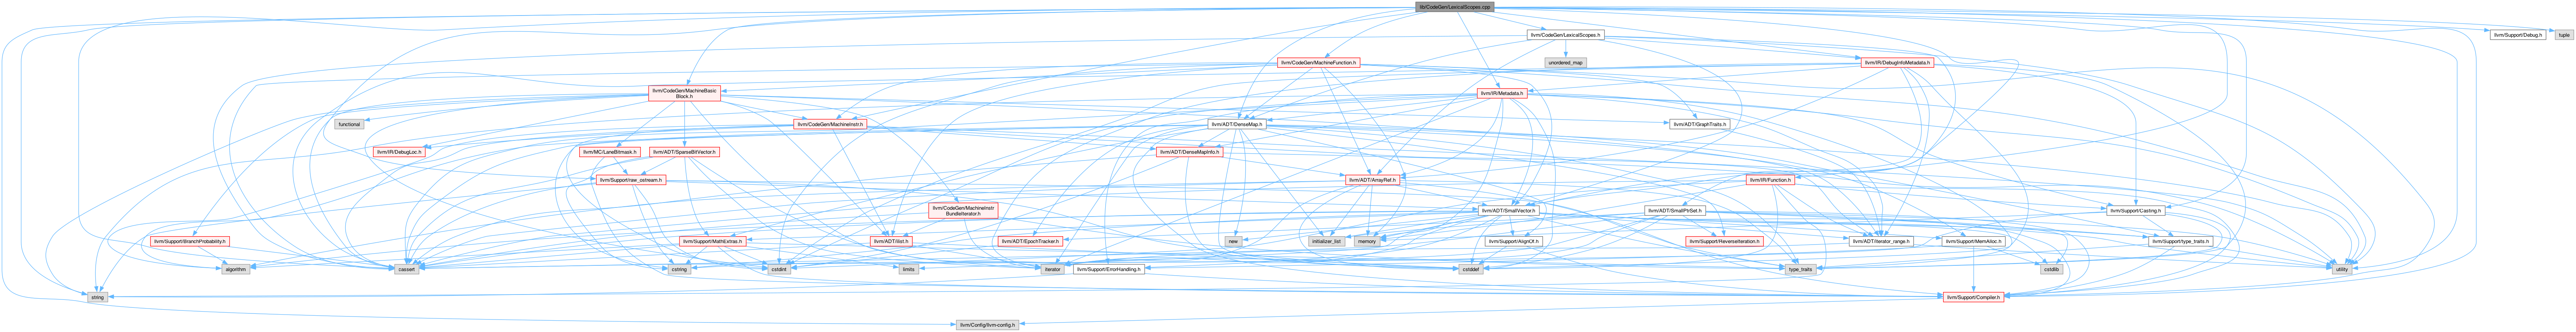 lib/CodeGen/LexicalScopes.cpp
llvm/CodeGen/LexicalScopes.h
llvm/Support/Debug.h
tuple
llvm/CodeGen/MachineFunction.h
unordered_map
llvm/IR/DebugInfoMetadata.h
llvm/CodeGen/MachineBasic
Block.h
llvm/IR/Metadata.h
functional
llvm/CodeGen/MachineInstr.h
llvm/ADT/DenseMap.h
llvm/ADT/GraphTraits.h
llvm/IR/DebugLoc.h
llvm/MC/LaneBitmask.h
llvm/ADT/SparseBitVector.h
llvm/ADT/DenseMapInfo.h
llvm/Support/raw_ostream.h
llvm/ADT/ArrayRef.h
llvm/IR/Function.h
llvm/CodeGen/MachineInstr
BundleIterator.h
llvm/ADT/SmallVector.h
llvm/ADT/SmallPtrSet.h
llvm/Support/Casting.h
llvm/Support/BranchProbability.h
llvm/Support/MathExtras.h
llvm/ADT/ilist.h
llvm/ADT/EpochTracker.h
new
initializer_list
memory
llvm/Support/AlignOf.h
llvm/Support/ReverseIteration.h
llvm/ADT/iterator_range.h
llvm/Support/MemAlloc.h
llvm/Support/type_traits.h
algorithm
cassert
cstring
cstdint
limits
iterator
llvm/Support/ErrorHandling.h
cstddef
type_traits
cstdlib
utility
string
llvm/Support/Compiler.h
llvm/Config/llvm-config.h